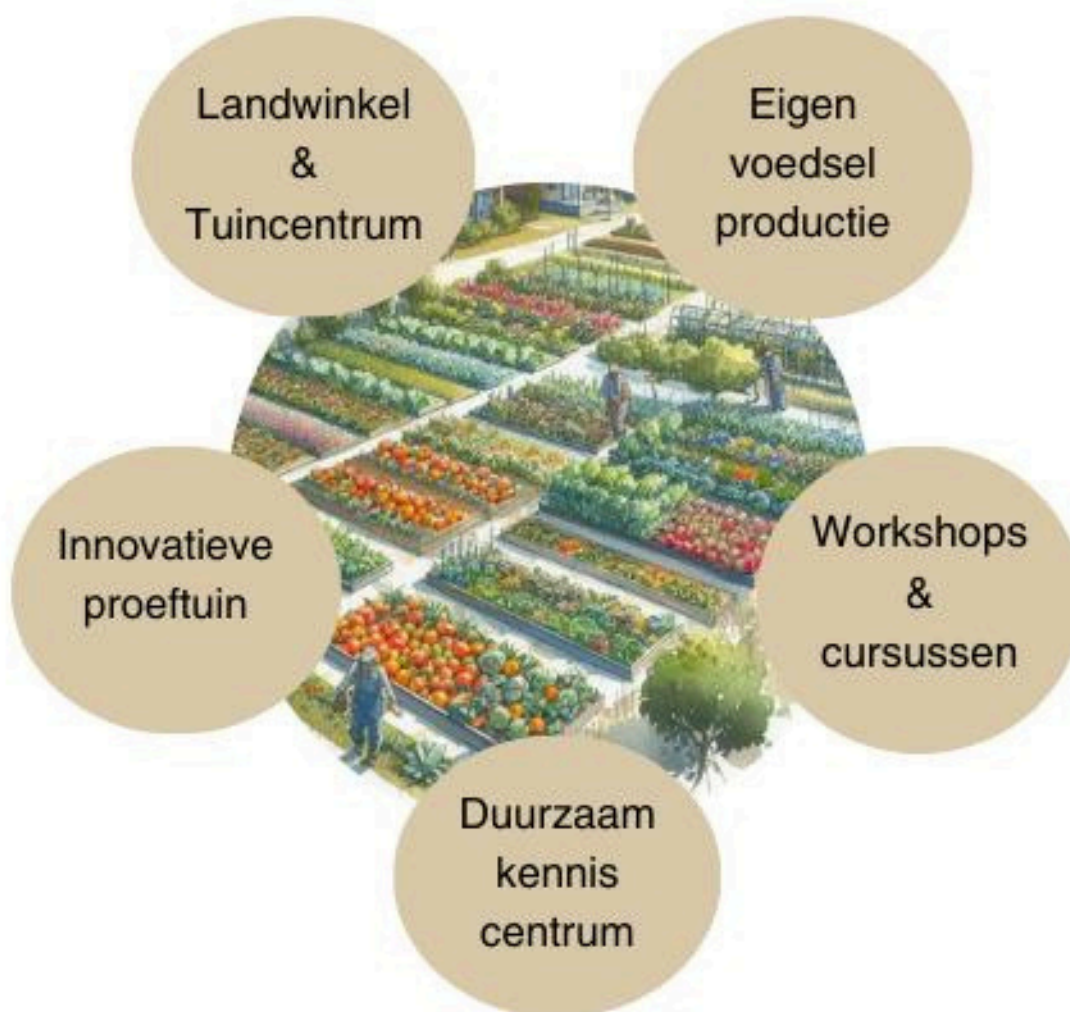 Landwinkel
&
Tuincentrum
Eigen
voedsel
productie
Innovatieve
proeftuin
Workshops
&
cursussen
Duurzaam
kennis
centrum